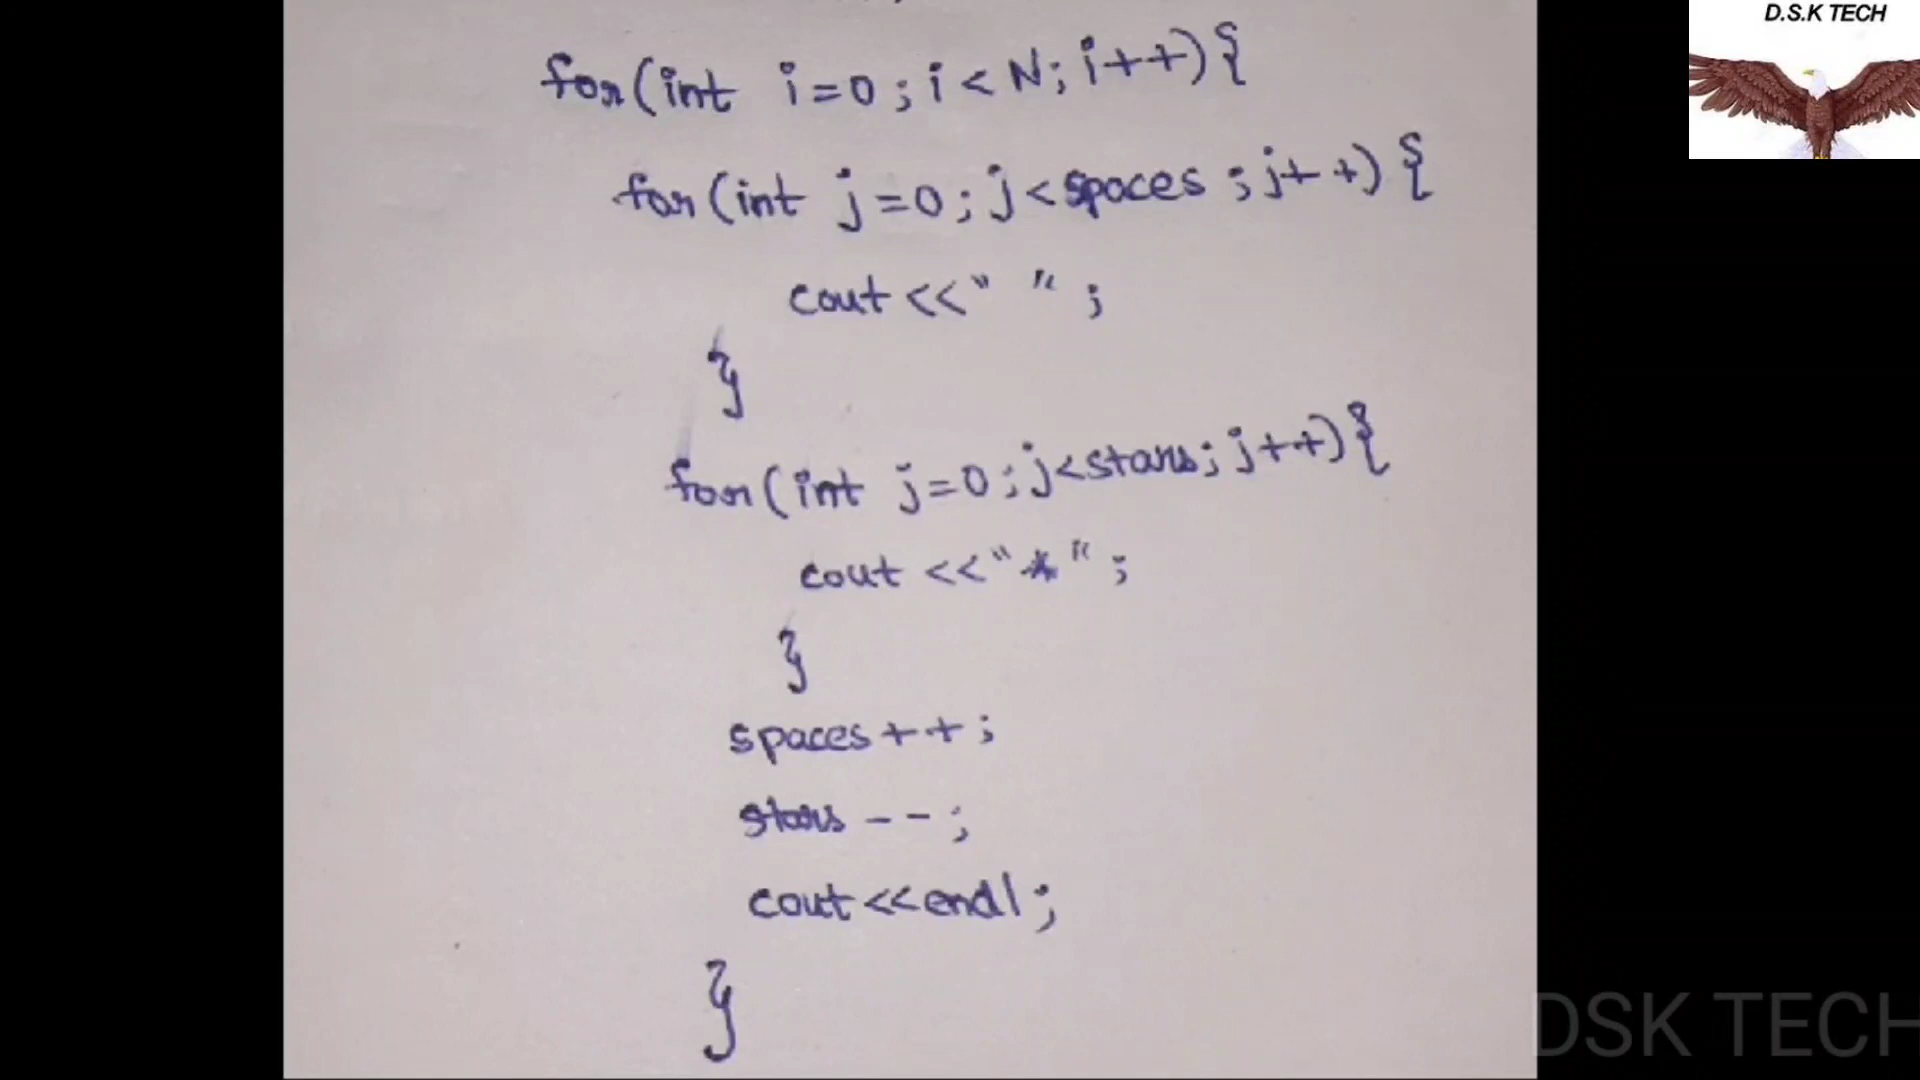 D.S.K TECH
for(int i=0; i<N; i++){
for(int j=0; j<spaces; j++){
cout<<" ";
}
for(int j=0; j<stars; j++){
cout<<"*";
}
spaces++;
stars--;
cout<<endl;
}
DSK TECH